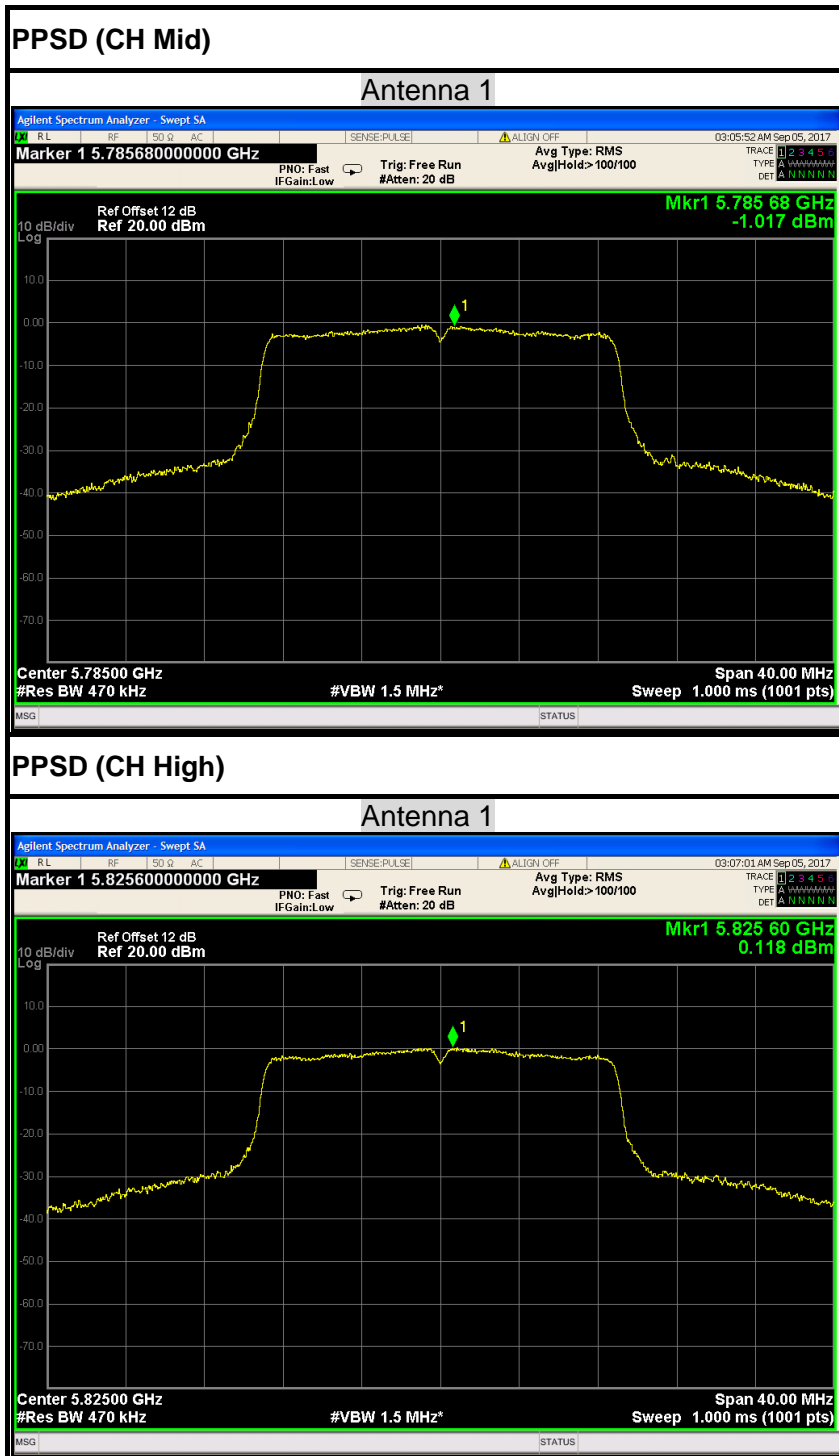 PPSD (CH Mid)
Antenna 1
Agilent Spectrum Analyzer - Swept SA
LXI RL RF 50 Ω AC SENSE:PULSE ALIGN OFF 03:05:52 AM Sep 05, 2017
Marker 1 5.785680000000 GHz Avg Type: RMS TRACE 1 2 3 4 5 6
PNO: Fast Trig: Free Run Avg|Hold:>100/100 TYPE A WWWWW
IFGain:Low #Atten: 20 dB DET A N N N N N
Mkr1 5.785 68 GHz
Ref Offset 12 dB
10 dB/div Ref 20.00 dBm -1.017 dBm
Log
1
10.0
0.00
-10.0
-20.0
-30.0
-40.0
-50.0
-60.0
-70.0
Center 5.78500 GHz Span 40.00 MHz
#Res BW 470 kHz #VBW 1.5 MHz* Sweep 1.000 ms (1001 pts)
MSG STATUS
PPSD (CH High)
Antenna 1
Agilent Spectrum Analyzer - Swept SA
LXI RL RF 50 Ω AC SENSE:PULSE ALIGN OFF 03:07:01 AM Sep 05, 2017
Marker 1 5.825600000000 GHz Avg Type: RMS TRACE 1 2 3 4 5 6
PNO: Fast Trig: Free Run Avg|Hold:>100/100 TYPE A WWWWW
IFGain:Low #Atten: 20 dB DET A N N N N N
Mkr1 5.825 60 GHz
Ref Offset 12 dB
10 dB/div Ref 20.00 dBm 0.118 dBm
Log
1
10.0
0.00
-10.0
-20.0
-30.0
-40.0
-50.0
-60.0
-70.0
Center 5.82500 GHz Span 40.00 MHz
#Res BW 470 kHz #VBW 1.5 MHz* Sweep 1.000 ms (1001 pts)
MSG STATUS